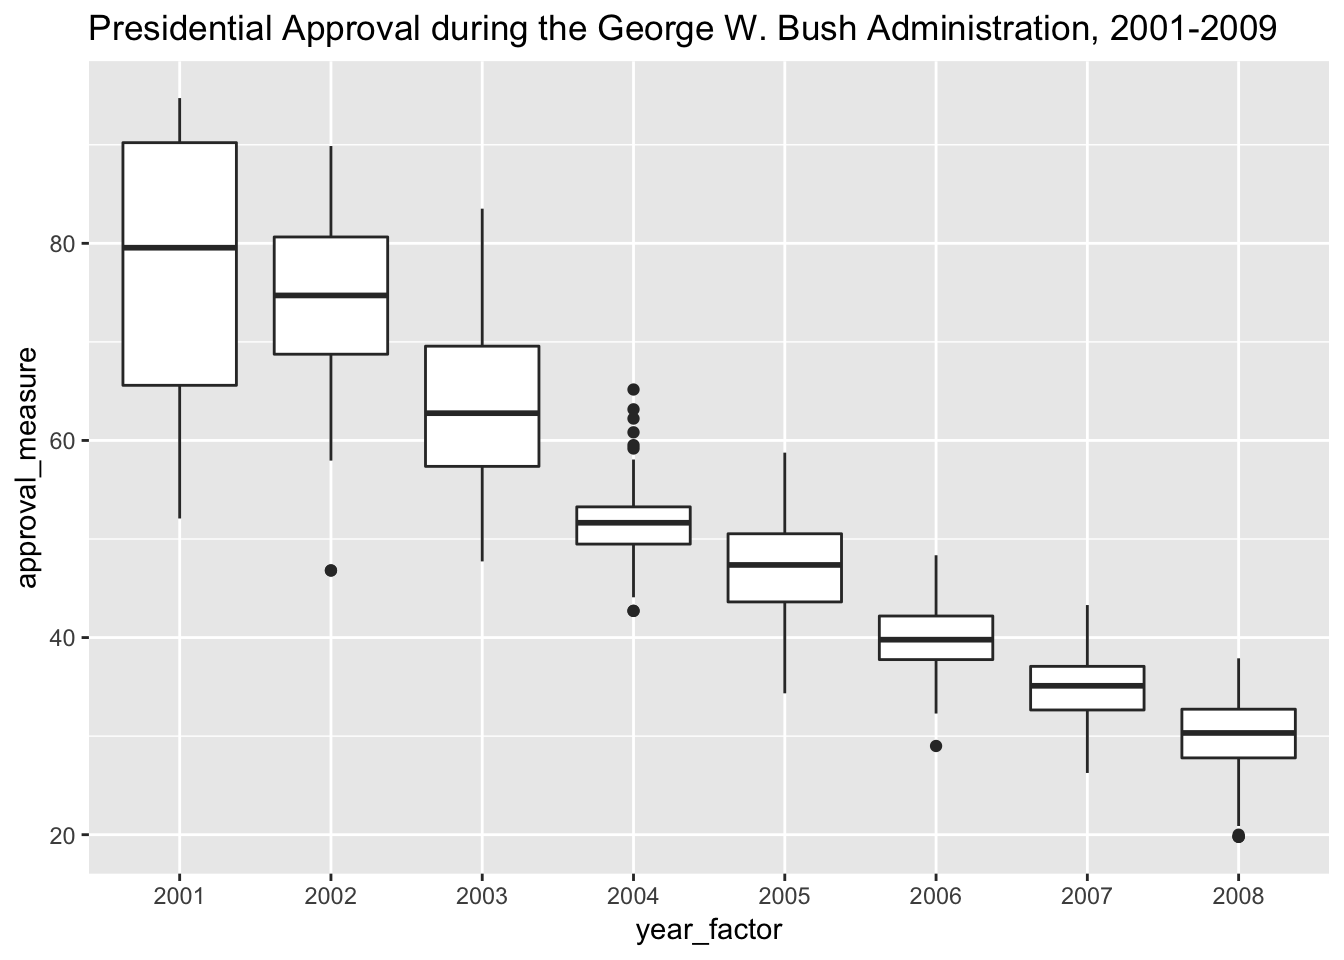 Presidential Approval during the George W. Bush Administration, 2001-2009
approval_measure
80
60
40
20
2001 2002 2003 2004 2005 2006 2007 2008
year_factor